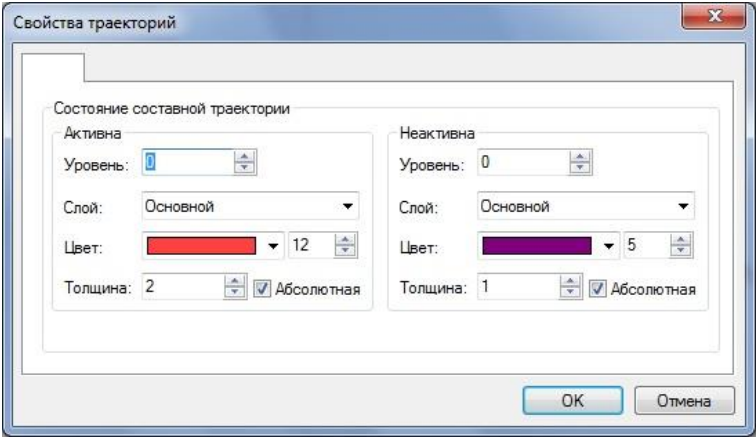 Свойства траекторий
Состояние составной траектории
Активна
Уровень: 0
Слой: Основной
Цвет: 12
Толщина: 2 Абсолютная
Неактивна
Уровень: 0
Слой: Основной
Цвет: 5
Толщина: 1 Абсолютная
OK Отмена